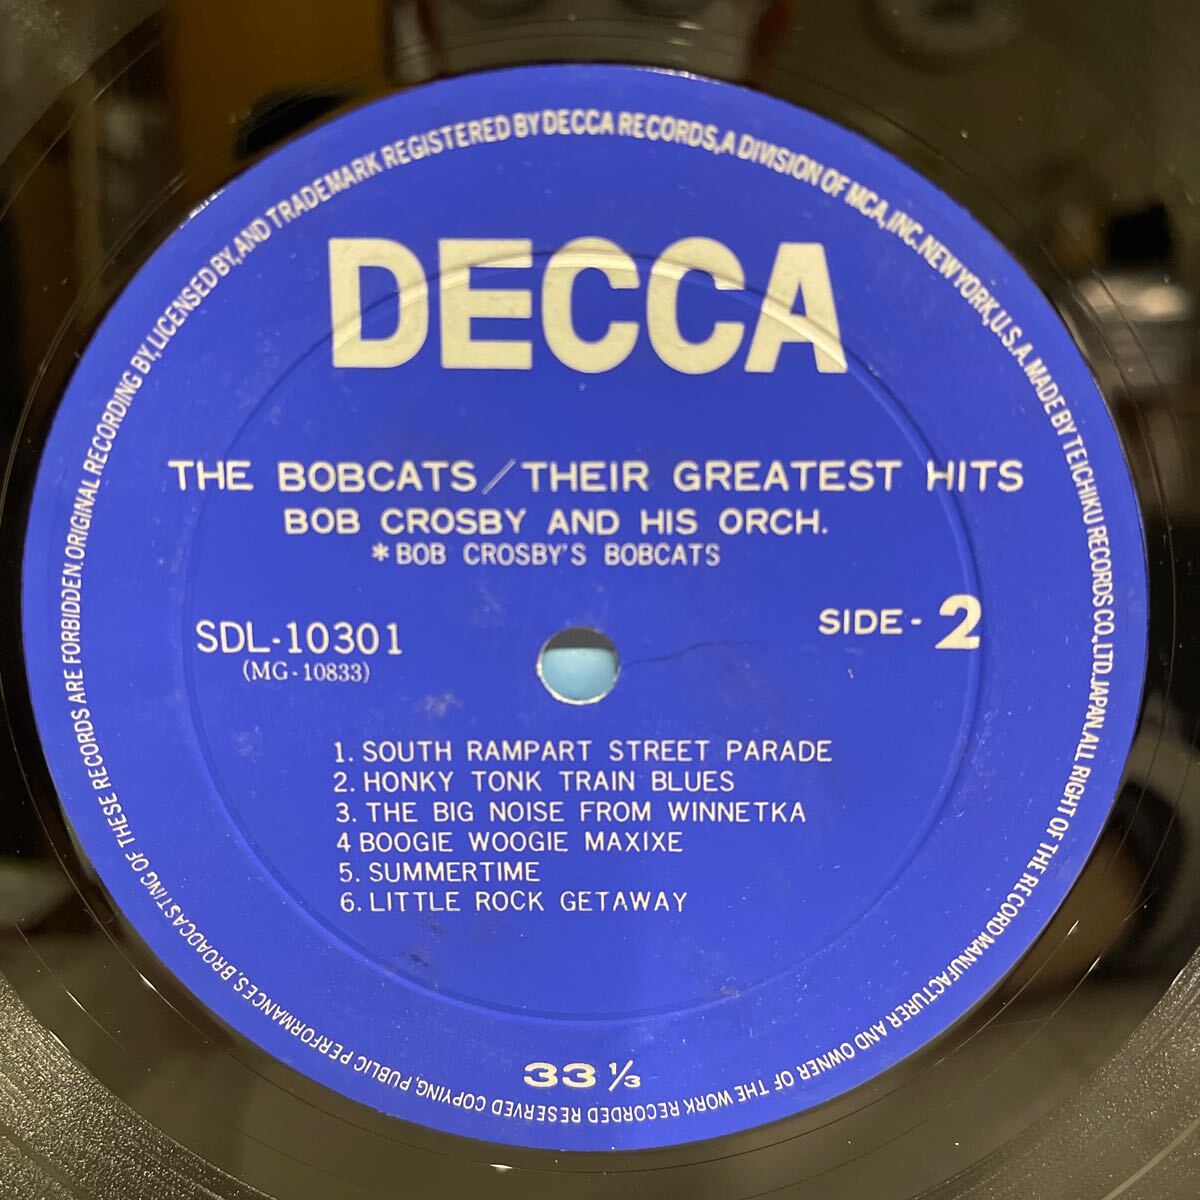 DECCA
THE BOBCATS/THEIR GREATEST HITS
BOB CROSBY AND HIS ORCH.
*BOB CROSBY'S BOBCATS
SDL-10301
(MG-10833)
SIDE-2
1. SOUTH RAMPART STREET PARADE
2. HONKY TONK TRAIN BLUES
3. THE BIG NOISE FROM WINNETKA
4 BOOGIE WOOGIE MAXIXE
5. SUMMERTIME
6. LITTLE ROCK GETAWAY
33 1/3
ORIGINAL RECORDING BY, LICENSED BY, AND TRADEMARK REGISTERED BY DECCA RECORDS, A DIVISION OF MCA, INC. NEW YORK, U.S.A. MADE BY TEICHIKU RECORDS CO., LTD. JAPAN. ALL RIGHT OF THE RECORD MANUFACTURER AND OWNER OF THE WORK RECORDED RESERVED COPYING, PUBLIC PERFORMANCES, BROADCASTING OF THESE RECORDS ARE FORBIDDEN.